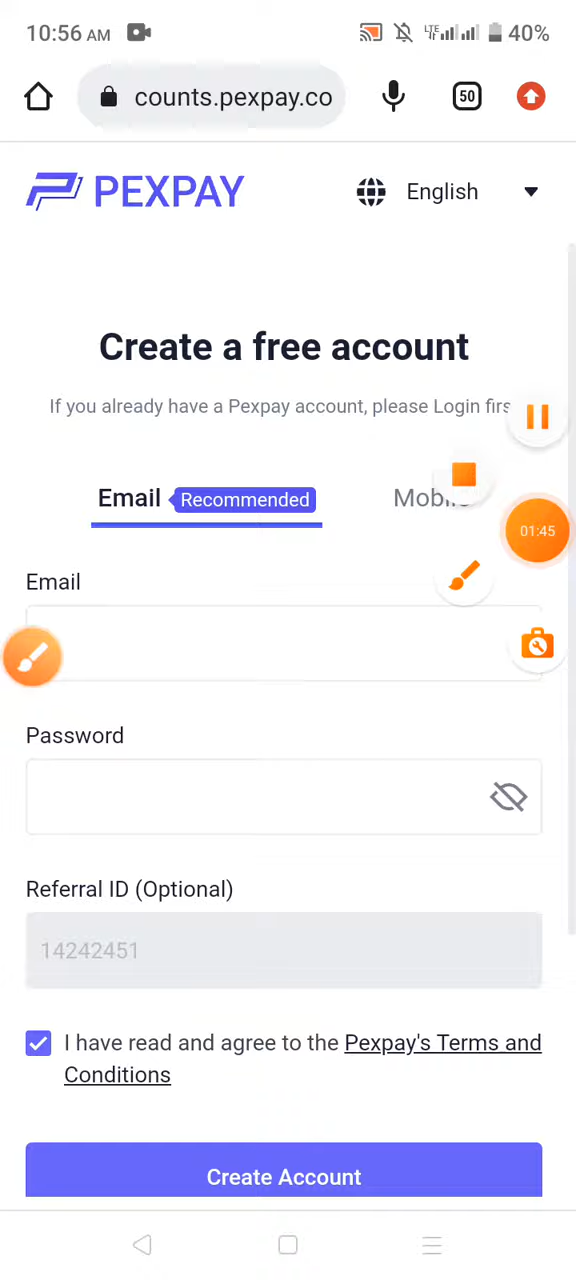 10:56 AM
LTE
40%
counts.pexpay.co
50
PEXPAY
English
Create a free account
If you already have a Pexpay account, please Login firs
Email Recommended
01:45
Email
Password
Referral ID (Optional)
14242451
I have read and agree to the Pexpay's Terms and
Conditions
Create Account